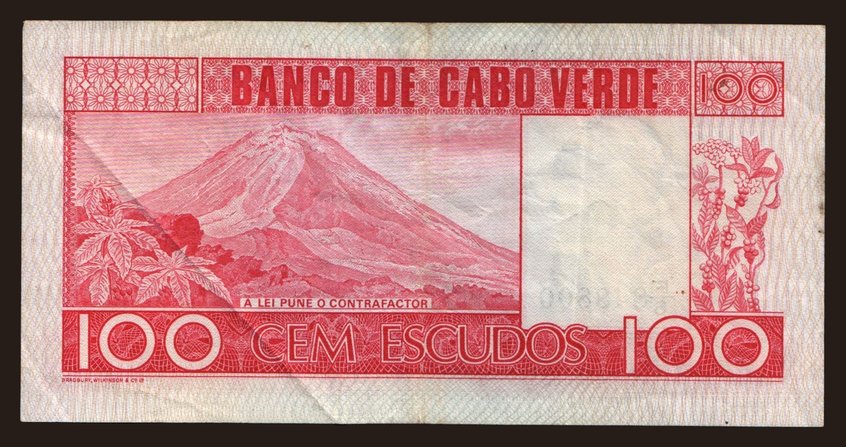 BANCO DE CABO VERDE 100
A LEI PUNE O CONTRAFACTOR
100 CEM ESCUDOS 100
BRADBURY, WILKINSON & Cº Lᵈ